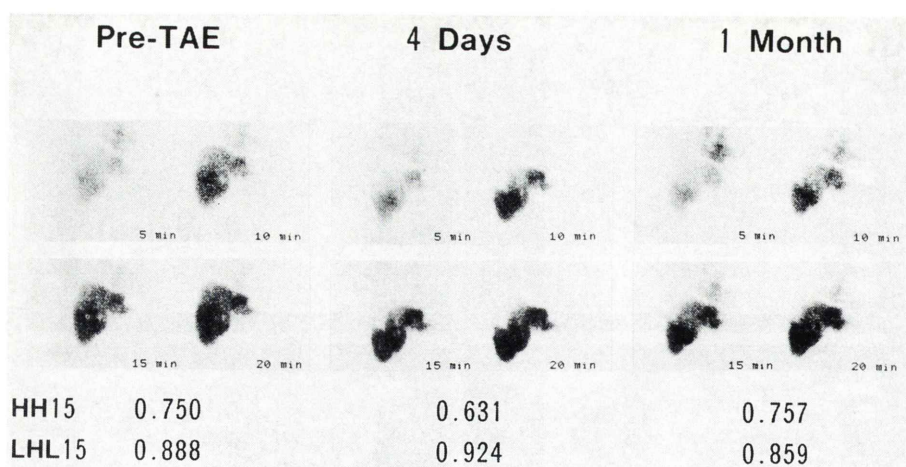 Pre-TAE 4 Days 1 Month
5 min 10 min 5 min 10 min 5 min 10 min
15 min 20 min 15 min 20 min 15 min 20 min
HH15 0.750 0.631 0.757
LHL15 0.888 0.924 0.859